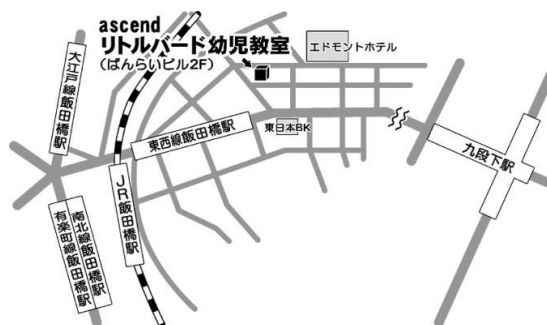 ascend
リトルバード幼児教室
(ばんらいビル2F)
エドモントホテル
大江戸線飯田橋駅
東西線飯田橋駅
東日本BK
九段下駅
JR飯田橋駅
南北線飯田橋駅
有楽町線飯田橋駅